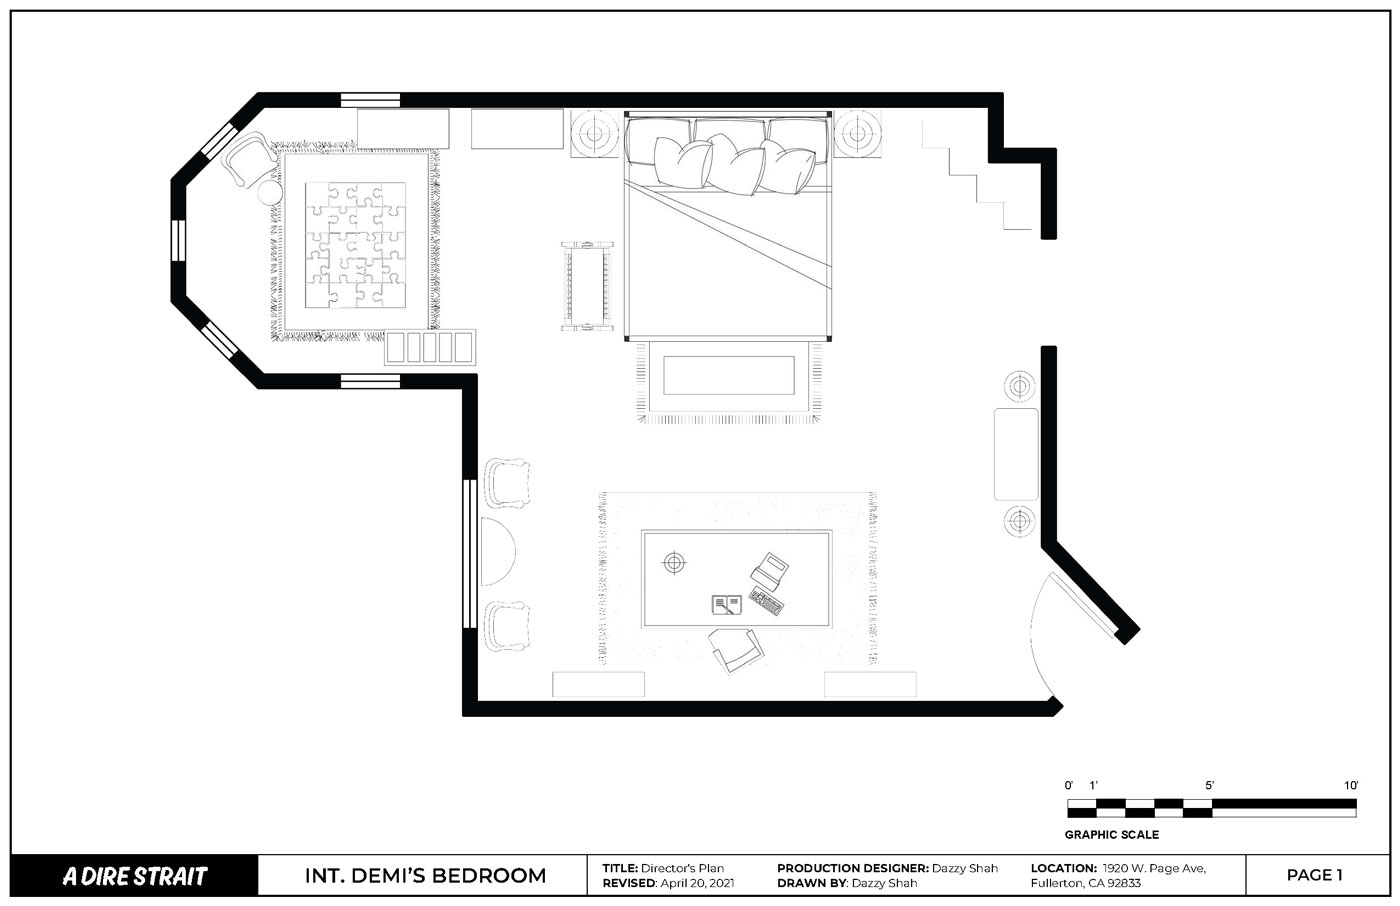 0' 1' 5' 10'
GRAPHIC SCALE
A DIRE STRAIT
INT. DEMI'S BEDROOM
TITLE: Director's Plan
REVISED: April 20, 2021
PRODUCTION DESIGNER: Dazzy Shah
DRAWN BY: Dazzy Shah
LOCATION: 1920 W. Page Ave,
Fullerton, CA 92833
PAGE 1